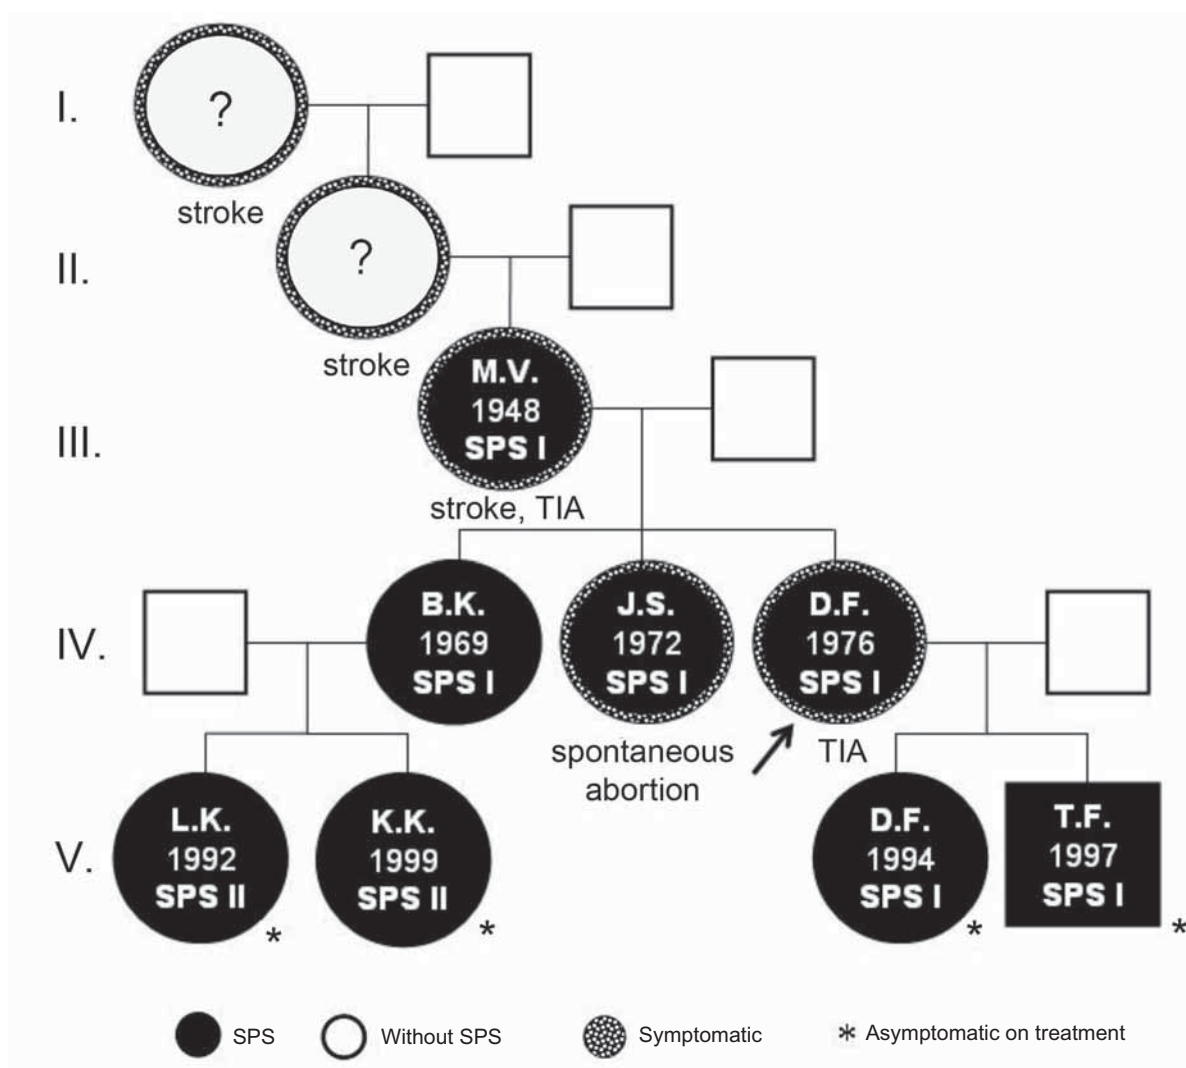 I.
?
stroke
II.
?
stroke
III.
M.V.
1948
SPS I
stroke, TIA
IV.
B.K.
1969
SPS I
J.S.
1972
SPS I
spontaneous
abortion
D.F.
1976
SPS I
TIA
V.
L.K.
1992
SPS II
*
K.K.
1999
SPS II
*
D.F.
1994
SPS I
*
T.F.
1997
SPS I
*
SPS
Without SPS
Symptomatic
* Asymptomatic on treatment